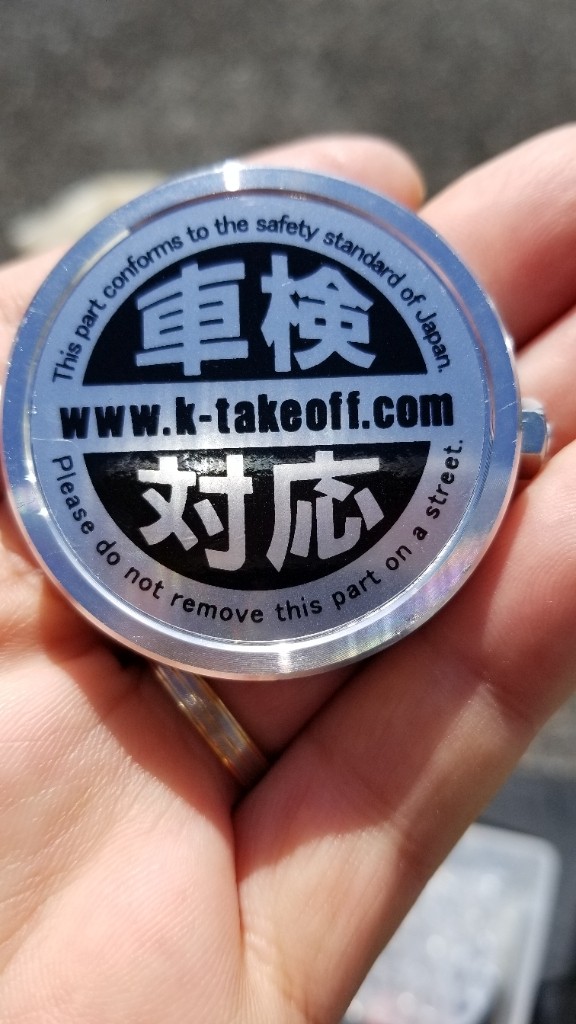 This part conforms to the safety standard of Japan.
車検
www.k-takeoff.com
対応
Please do not remove this part on a street.